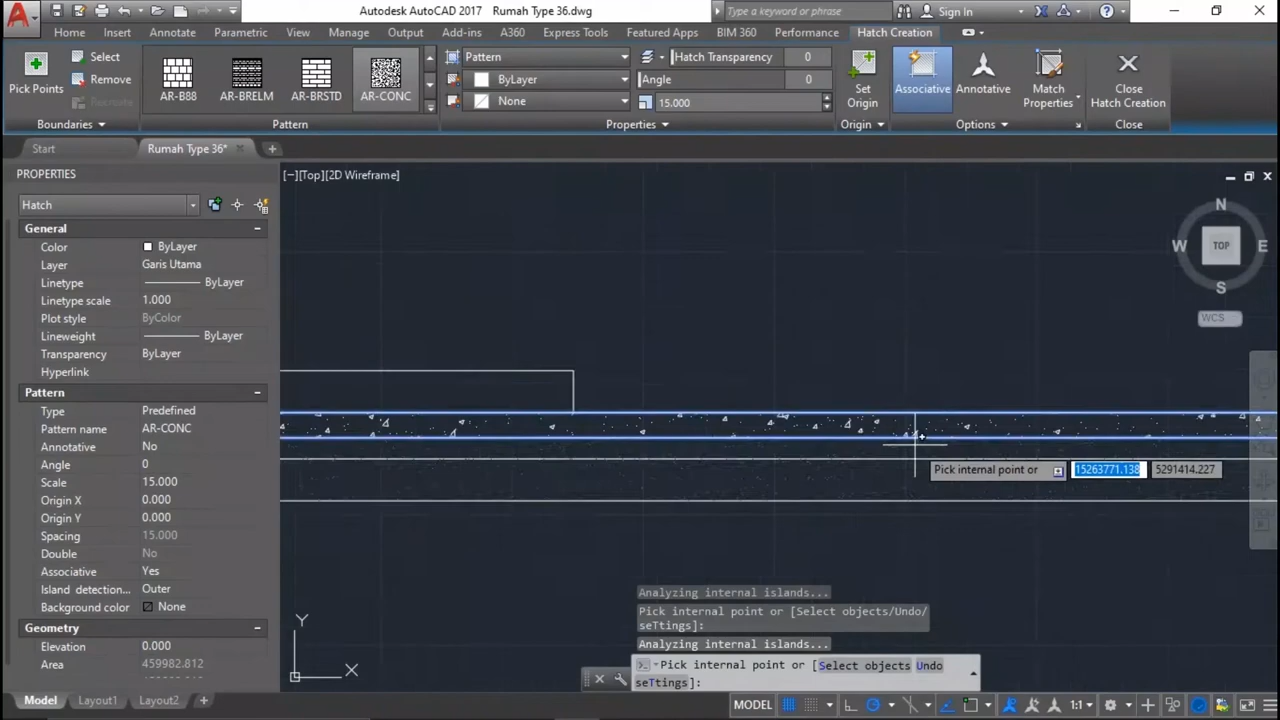 Autodesk AutoCAD 2017 Rumah Type 36.dwg
Type a keyword or phrase
Sign In
Home Insert Annotate Parametric View Manage Output Add-ins A360 Express Tools Featured Apps BIM 360 Performance Hatch Creation
Pick Points
Select
Remove
Recreate
Boundaries
AR-B88
AR-BRELM
AR-BRSTD
AR-CONC
Pattern
Pattern
ByLayer
None
Hatch Transparency 0
Angle 0
15.000
Properties
Set
Origin
Origin
Associative
Annotative
Match
Properties
Options
Close
Hatch Creation
Close
Start
Rumah Type 36*
PROPERTIES
Hatch
General
Color ByLayer
Layer Garis Utama
Linetype ByLayer
Linetype scale 1.000
Plot style ByColor
Lineweight ByLayer
Transparency ByLayer
Hyperlink
Pattern
Type Predefined
Pattern name AR-CONC
Annotative No
Angle 0
Scale 15.000
Origin X 0.000
Origin Y 0.000
Spacing 15.000
Double No
Associative Yes
Island detection... Outer
Background color None
Geometry
Elevation 0.000
Area 459982.812
[−][Top][2D Wireframe]
N
W TOP E
S
WCS
Pick internal point or 15263771.138 5291414.227
Y
X
Analyzing internal islands...
Pick internal point or [Select objects/Undo/
seTtings]:
Analyzing internal islands...
Pick internal point or [Select objects Undo
seTtings]:
Model Layout1 Layout2
MODEL
1:1